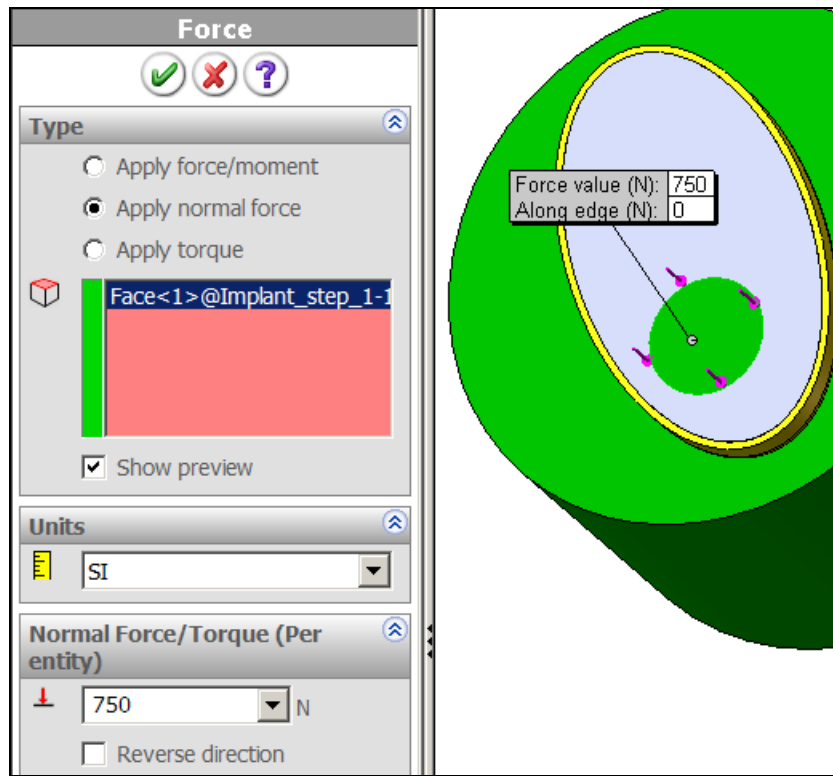 Force
?
Type
Apply force/moment
Apply normal force
Apply torque
Face<1>@Implant_step_1-1
Show preview
Units
SI
Normal Force/Torque (Per
entity)
750 N
Reverse direction
Force value (N): 750
Along edge (N): 0